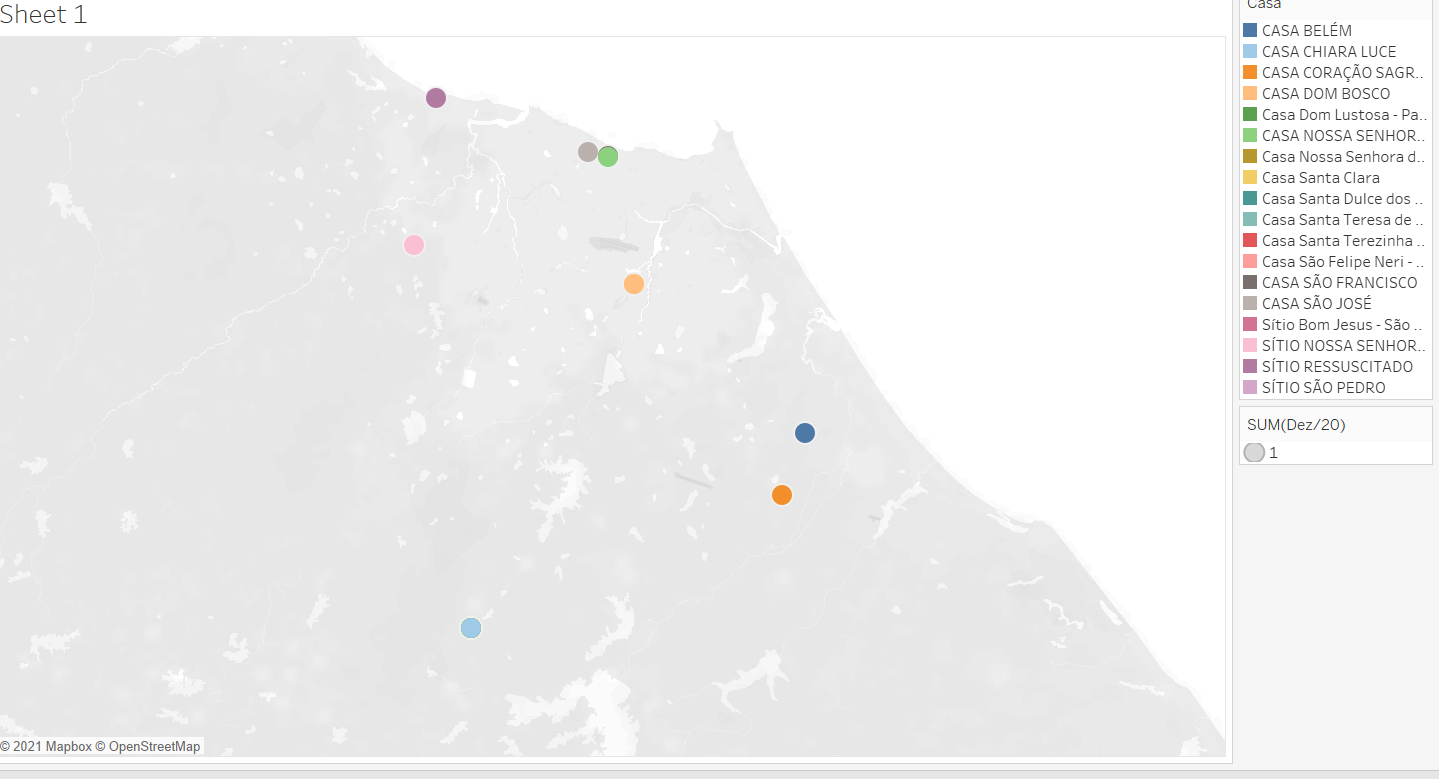 Sheet 1
Casa
CASA BELÉM
CASA CHIARA LUCE
CASA CORAÇÃO SAGR..
CASA DOM BOSCO
Casa Dom Lustosa - Pa..
CASA NOSSA SENHOR..
Casa Nossa Senhora d..
Casa Santa Clara
Casa Santa Dulce dos ..
Casa Santa Teresa de ..
Casa Santa Terezinha ..
Casa São Felipe Neri - ..
CASA SÃO FRANCISCO
CASA SÃO JOSÉ
Sítio Bom Jesus - São ..
SÍTIO NOSSA SENHOR..
SÍTIO RESSUSCITADO
SÍTIO SÃO PEDRO
SUM(Dez/20)
1
© 2021 Mapbox © OpenStreetMap